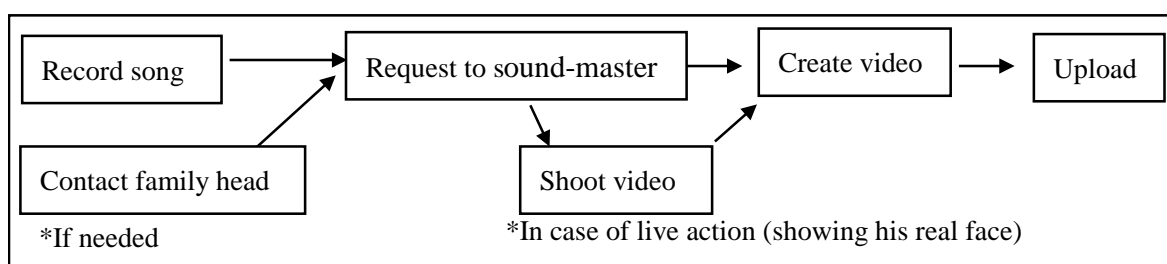 Record song
Request to sound-master
Create video
Upload
Contact family head
Shoot video
*If needed
*In case of live action (showing his real face)